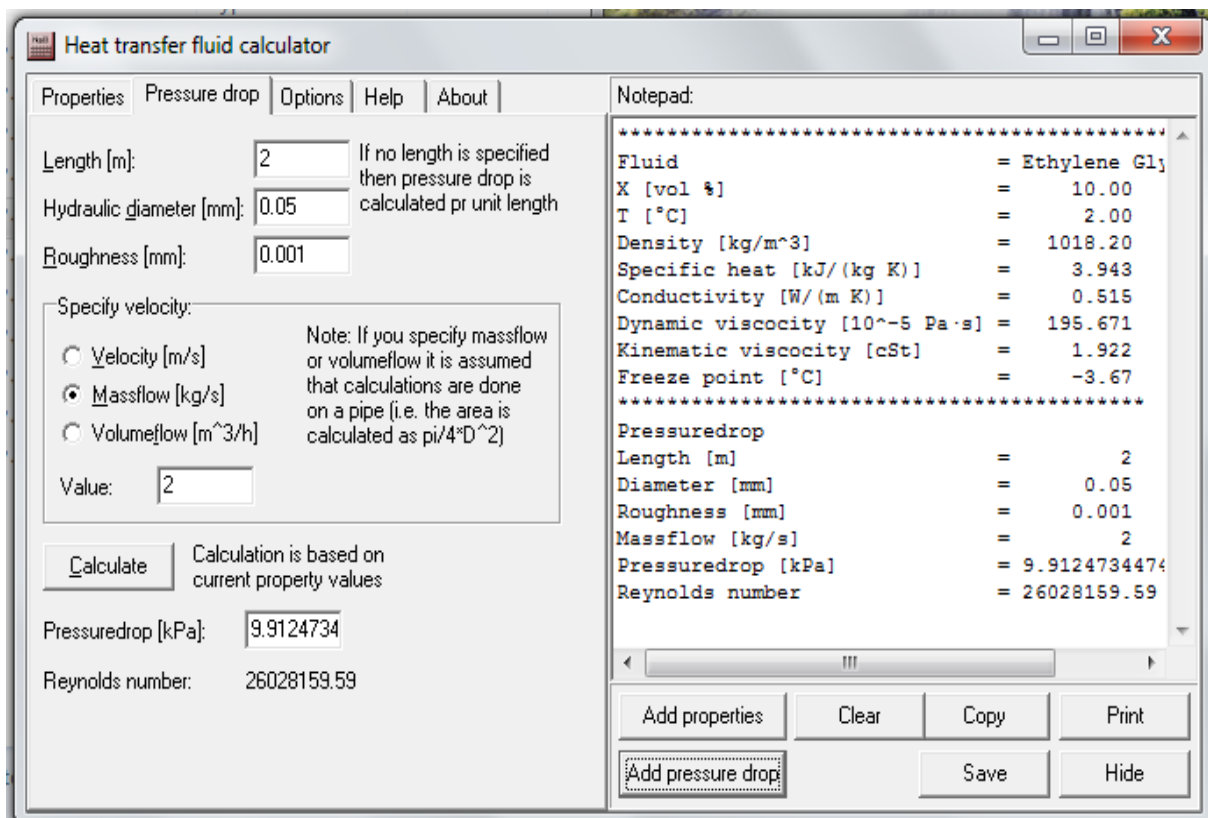 Heat transfer fluid calculator
Properties
Pressure drop
Options
Help
About
Length [m]:
2
If no length is specified
then pressure drop is
calculated pr unit length
Hydraulic diameter [mm]:
0.05
Roughness [mm]:
0.001
Specify velocity:
Velocity [m/s]
Massflow [kg/s]
Volumeflow [m^3/h]
Note: If you specify massflow
or volumeflow it is assumed
that calculations are done
on a pipe (i.e. the area is
calculated as pi/4*D^2)
Value:
2
Calculate
Calculation is based on
current property values
Pressuredrop [kPa]:
9.9124734
Reynolds number:
26028159.59
Notepad:
********************************************
Fluid = Ethylene Gly
X [vol %] = 10.00
T [°C] = 2.00
Density [kg/m^3] = 1018.20
Specific heat [kJ/(kg K)] = 3.943
Conductivity [W/(m K)] = 0.515
Dynamic viscocity [10^-5 Pa·s] = 195.671
Kinematic viscocity [cSt] = 1.922
Freeze point [°C] = -3.67
*******************************************
Pressuredrop
Length [m] = 2
Diameter [mm] = 0.05
Roughness [mm] = 0.001
Massflow [kg/s] = 2
Pressuredrop [kPa] = 9.9124734474
Reynolds number = 26028159.59
Add properties
Clear
Copy
Print
Add pressure drop
Save
Hide